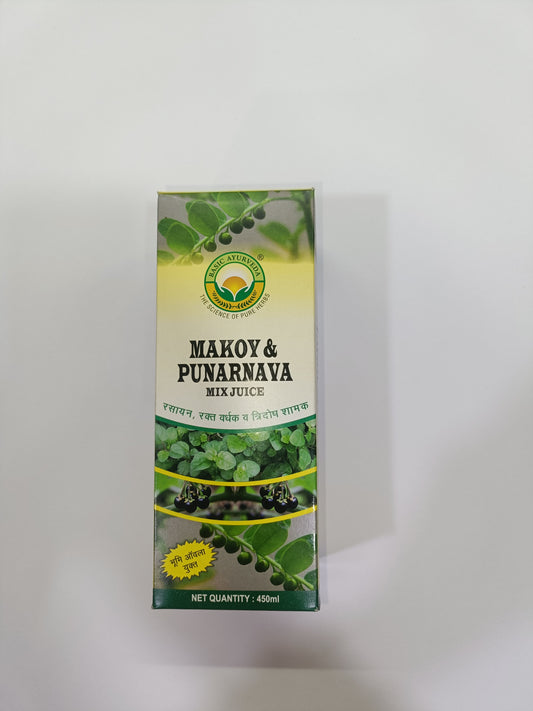 BASIC AYURVEDA ®
THE SCIENCE OF PURE HERBS
MAKOY &
PUNARNAVA
MIX JUICE
रसायन, रक्त वर्धक व त्रिदोष शामक
भूमि आँवला
युक्त
NET QUANTITY : 450ml